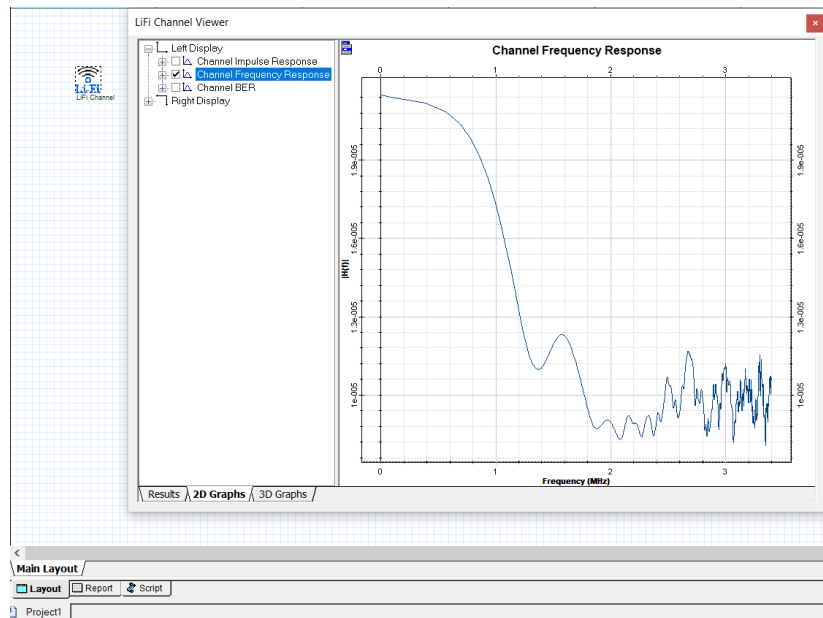 LiFi Channel Viewer
Left Display
Channel Impulse Response
Channel Frequency Response
Channel BER
Right Display
Li-Fi
LiFi Channel
Channel Frequency Response
0 1 2 3
1.9e-005 1.9e-005
1.6e-005 1.6e-005
|H(f)|
1.3e-005 1.3e-005
1e-005 1e-005
0 1 2 3
Frequency (MHz)
Results 2D Graphs 3D Graphs
Main Layout
Layout Report Script
Project1